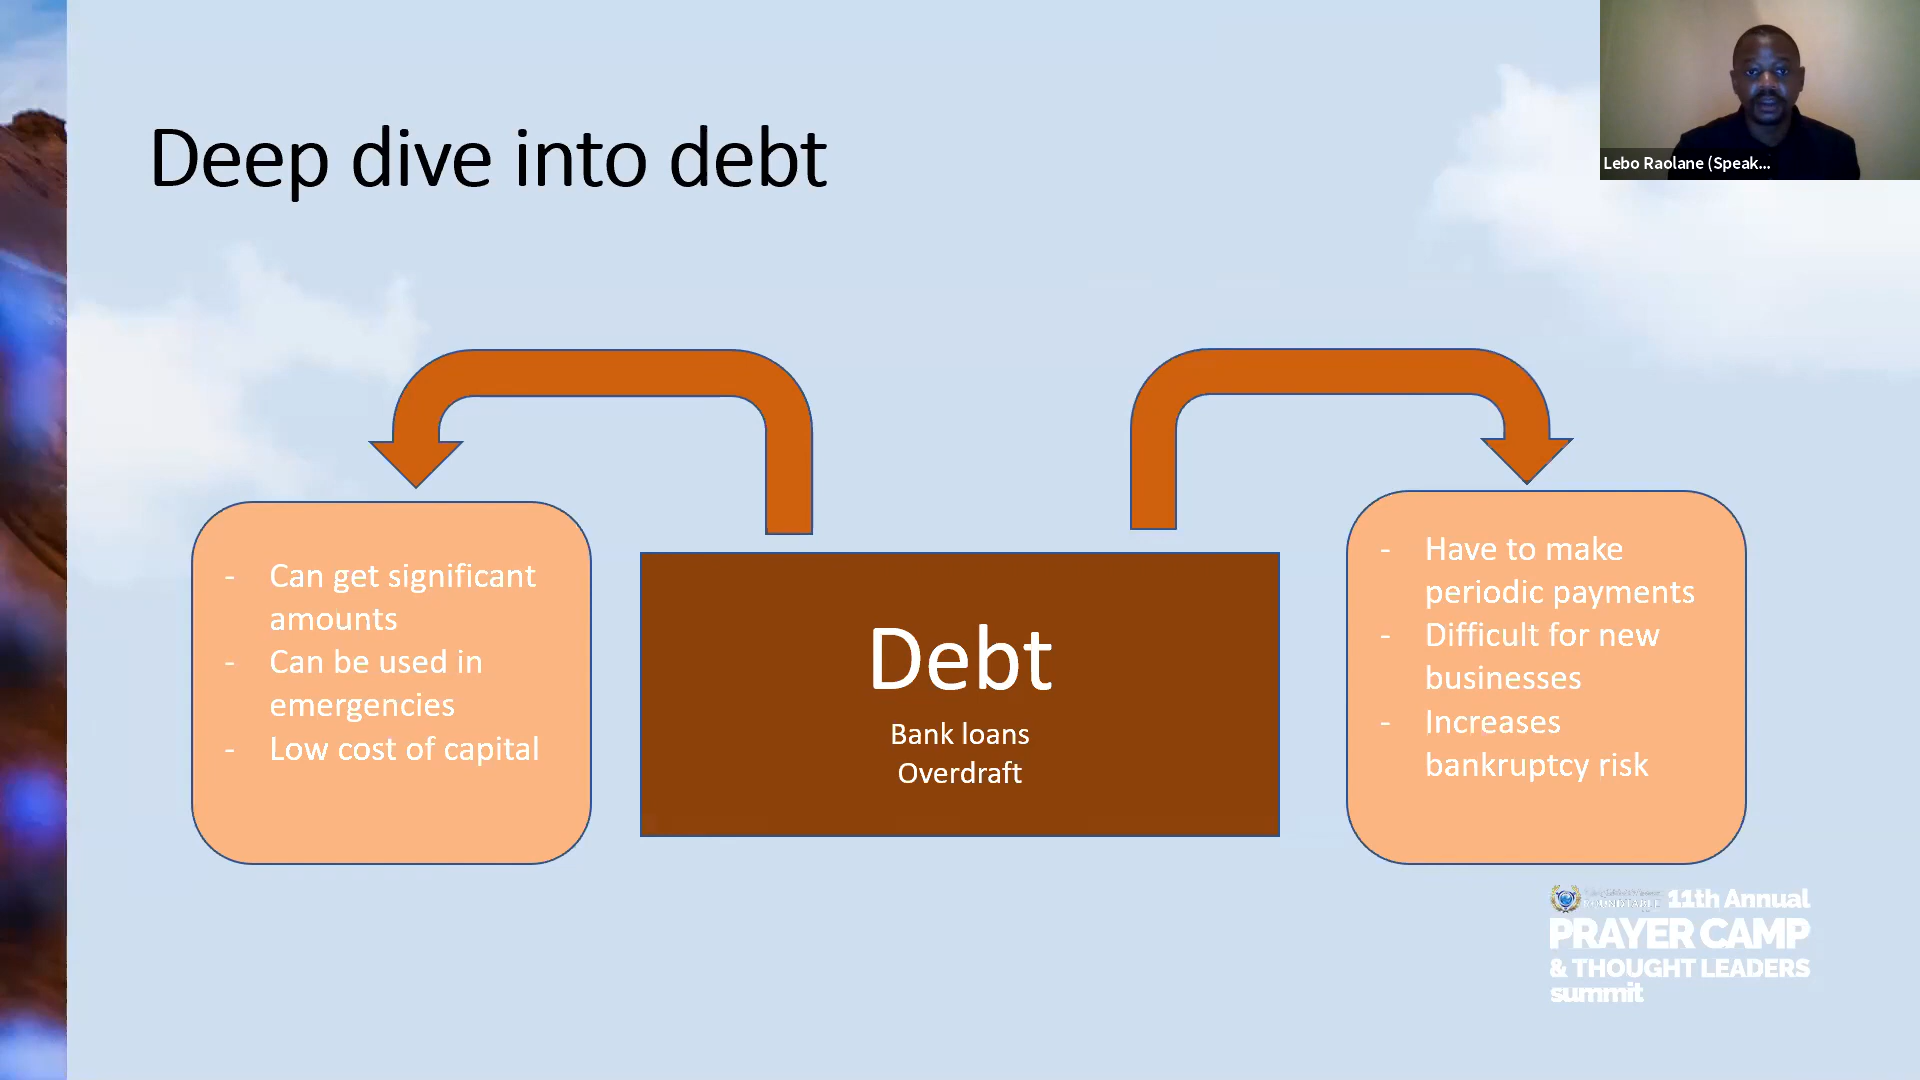 Deep dive into debt
Lebo Raolane (Speak...
- Can get significant
amounts
- Can be used in
emergencies
- Low cost of capital
Debt
Bank loans
Overdraft
- Have to make
periodic payments
- Difficult for new
businesses
- Increases
bankruptcy risk
ROUNDTABLE 11th Annual
PRAYER CAMP
& THOUGHT LEADERS
summit